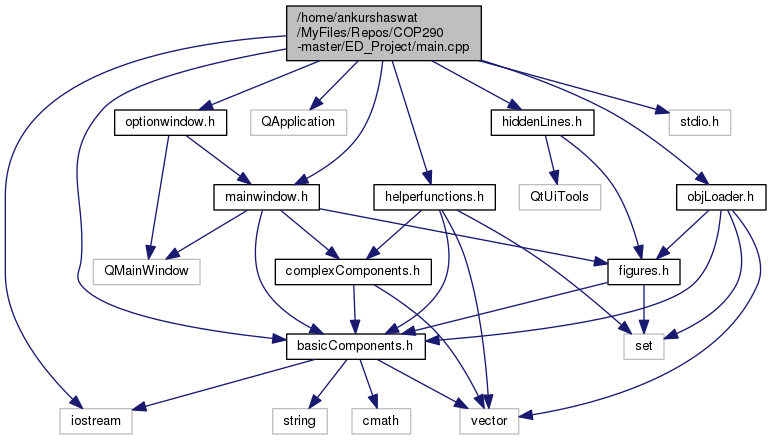 /home/ankurshaswat
/MyFiles/Repos/COP290
-master/ED_Project/main.cpp
optionwindow.h
QApplication
hiddenLines.h
stdio.h
mainwindow.h
helperfunctions.h
QtUiTools
objLoader.h
QMainWindow
complexComponents.h
figures.h
basicComponents.h
set
iostream
string
cmath
vector